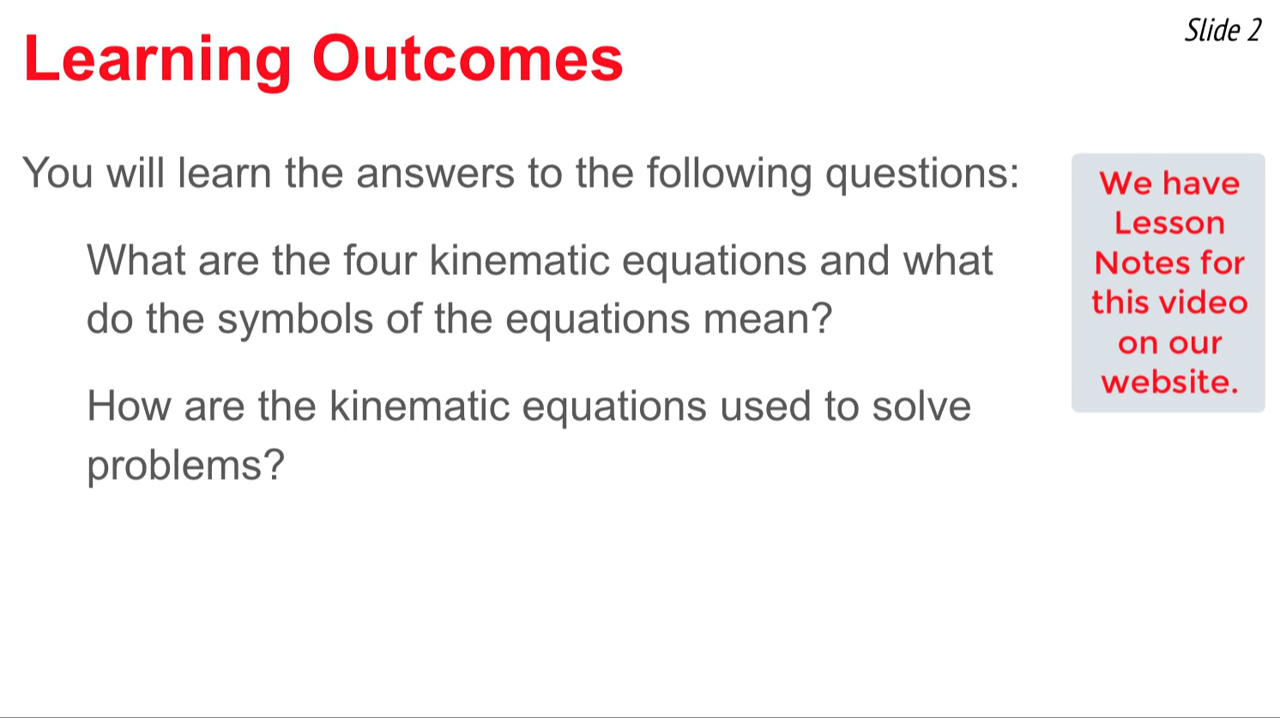 Slide 2
Learning Outcomes
You will learn the answers to the following questions:
What are the four kinematic equations and what
do the symbols of the equations mean?
How are the kinematic equations used to solve
problems?
We have
Lesson
Notes for
this video
on our
website.